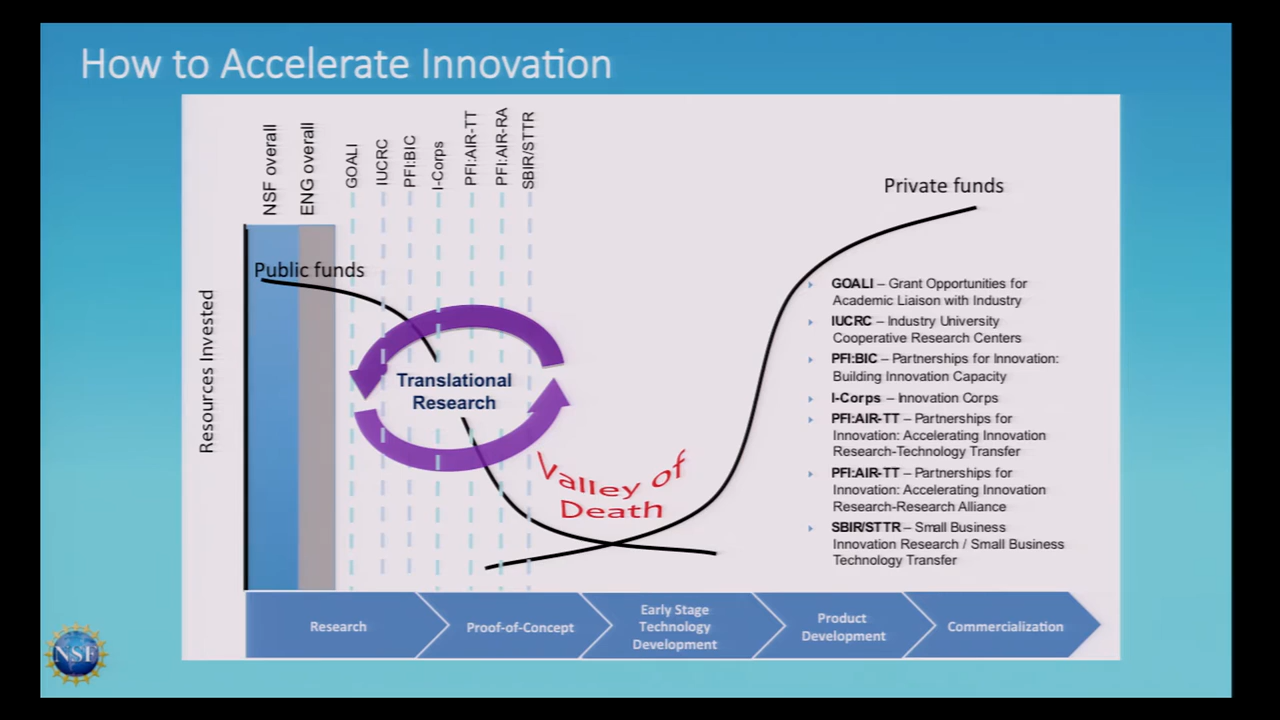 How to Accelerate Innovation
NSF overall
ENG overall
GOALI
IUCRC
PFI:BIC
I-Corps
PFI:AIR-TT
PFI:AIR-RA
SBIR/STTR
Private funds
Public funds
Resources Invested
Translational
Research
Valley of
Death
GOALI – Grant Opportunities for
Academic Liaison with Industry
IUCRC – Industry University
Cooperative Research Centers
PFI:BIC – Partnerships for Innovation:
Building Innovation Capacity
I-Corps – Innovation Corps
PFI:AIR-TT – Partnerships for
Innovation: Accelerating Innovation
Research-Technology Transfer
PFI:AIR-TT – Partnerships for
Innovation: Accelerating Innovation
Research-Research Alliance
SBIR/STTR – Small Business
Innovation Research / Small Business
Technology Transfer
Research
Proof-of-Concept
Early Stage
Technology
Development
Product
Development
Commercialization
NSF